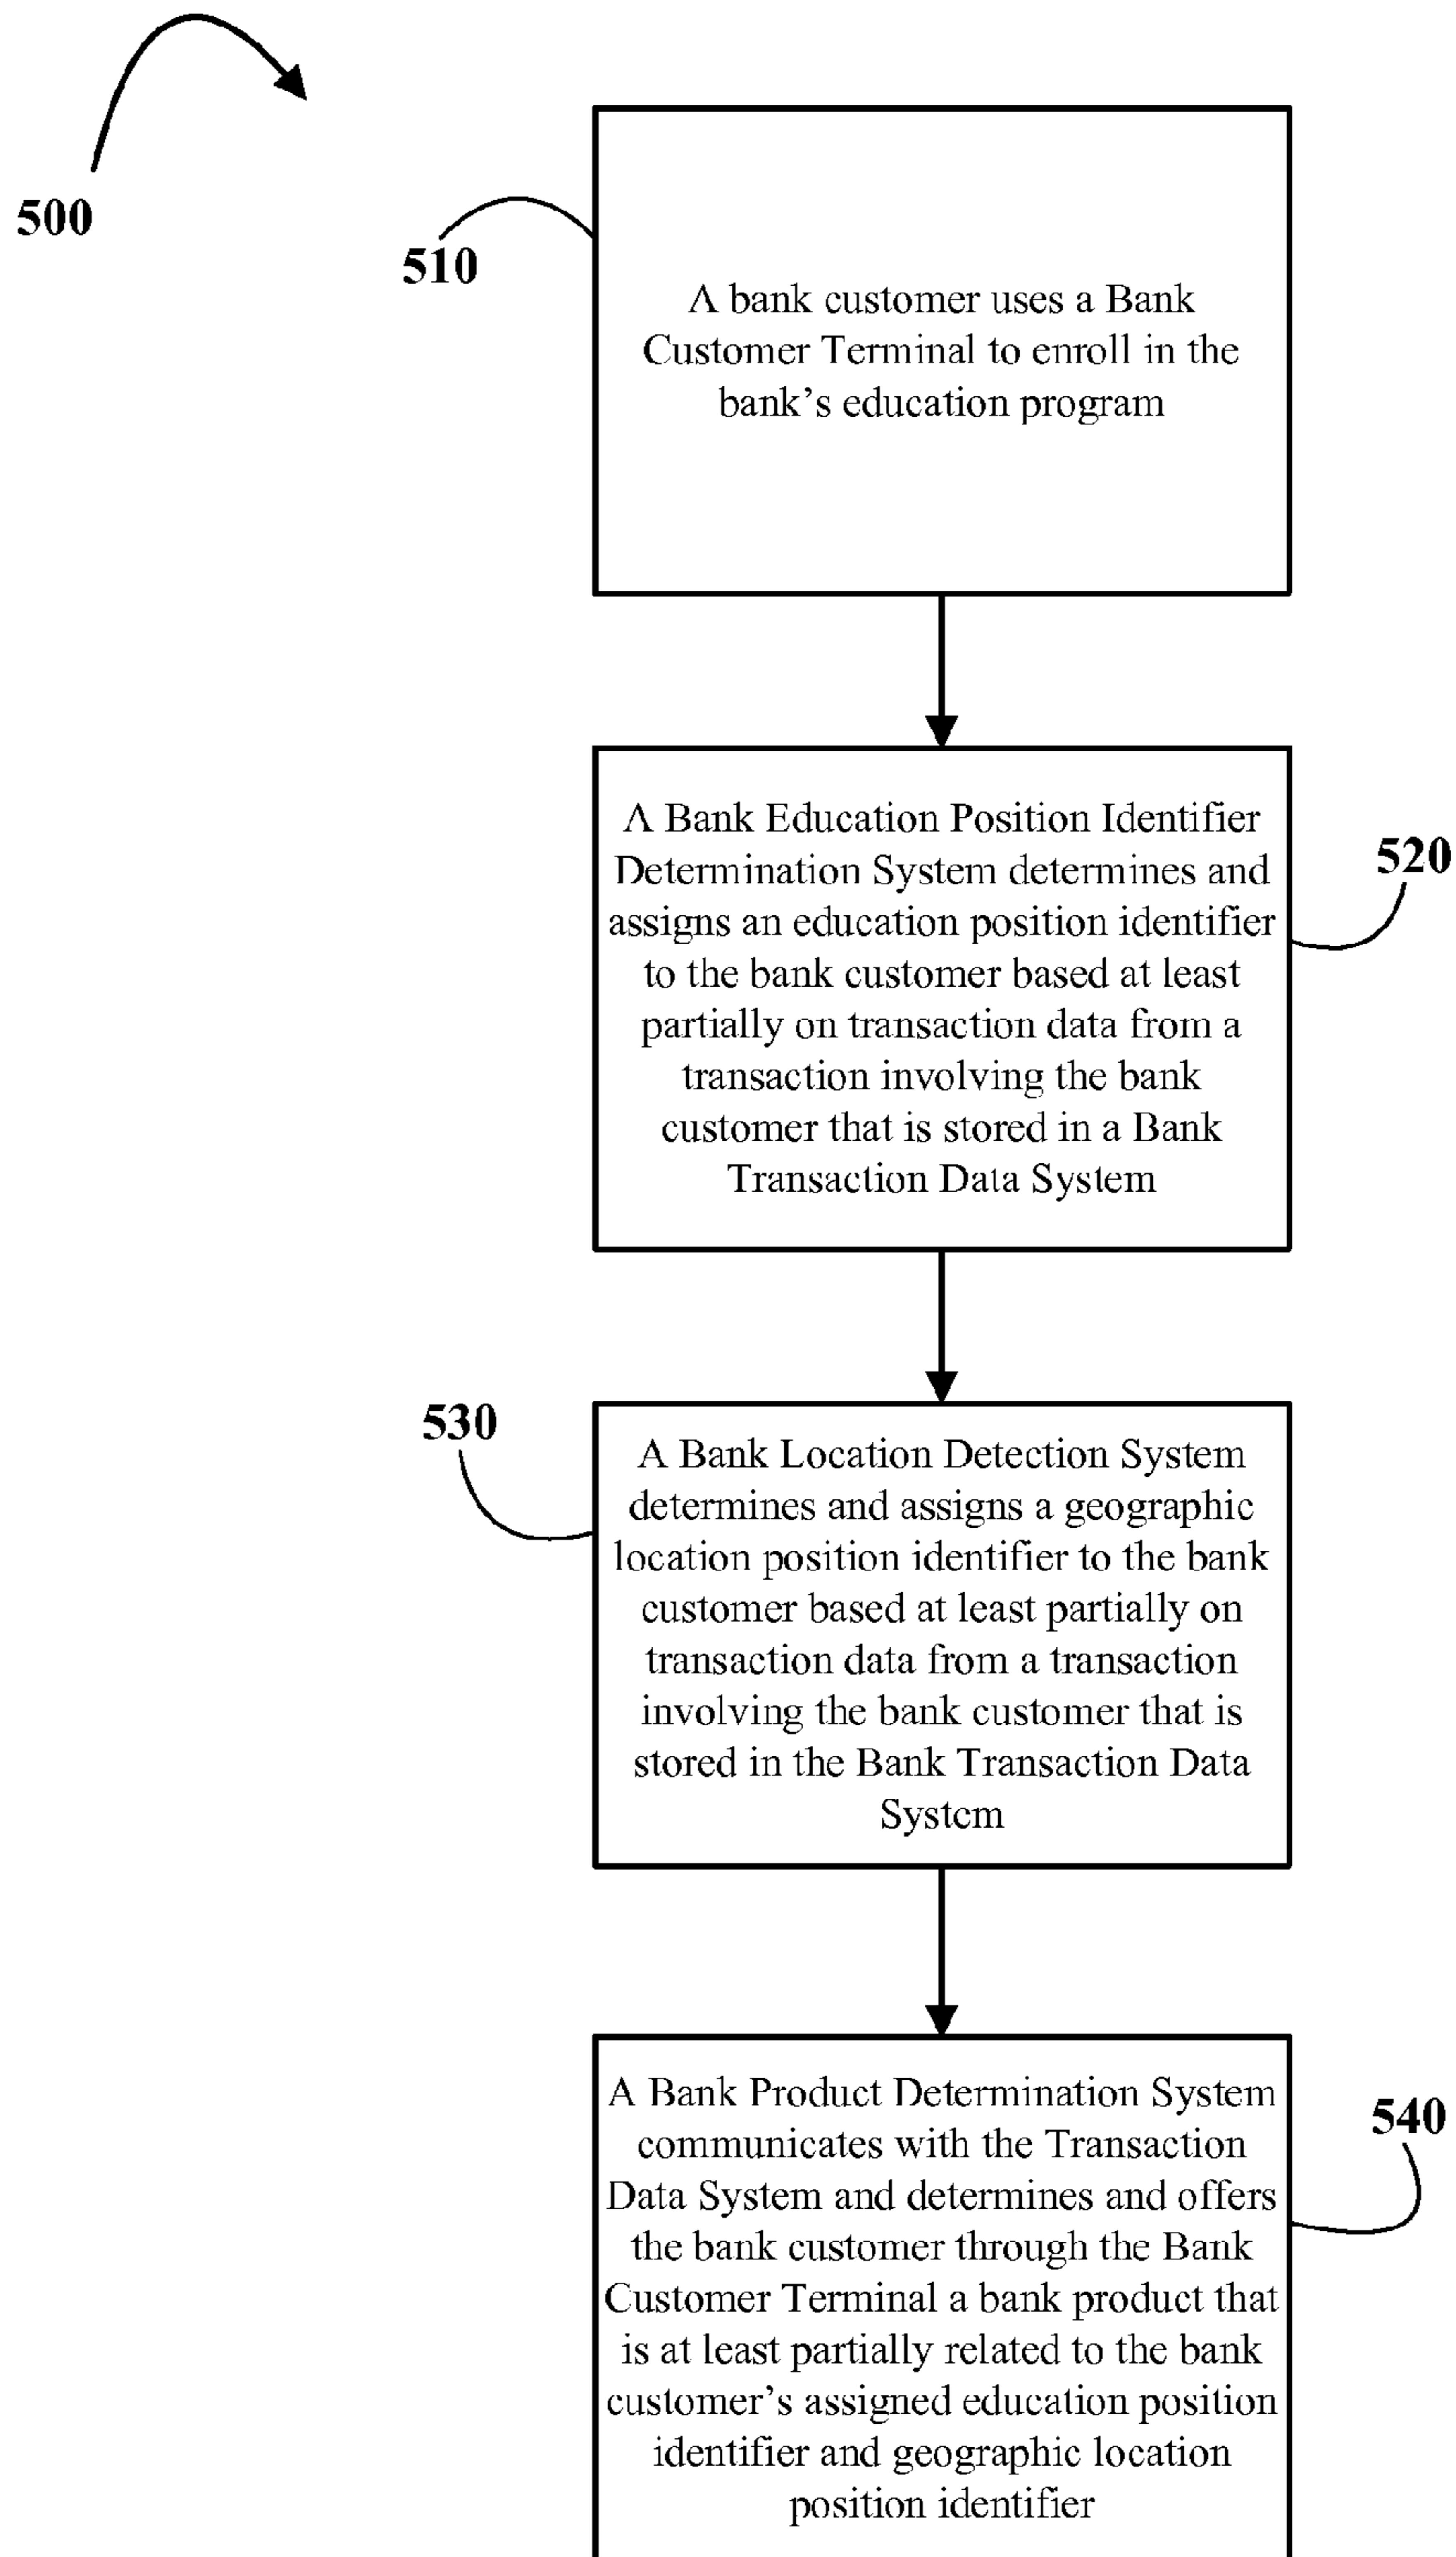 500
510
A bank customer uses a Bank
Customer Terminal to enroll in the
bank’s education program
A Bank Education Position Identifier
Determination System determines and
assigns an education position identifier
to the bank customer based at least
partially on transaction data from a
transaction involving the bank
customer that is stored in a Bank
Transaction Data System
520
530
A Bank Location Detection System
determines and assigns a geographic
location position identifier to the bank
customer based at least partially on
transaction data from a transaction
involving the bank customer that is
stored in the Bank Transaction Data
System
A Bank Product Determination System
communicates with the Transaction
Data System and determines and offers
the bank customer through the Bank
Customer Terminal a bank product that
is at least partially related to the bank
customer’s assigned education position
identifier and geographic location
position identifier
540